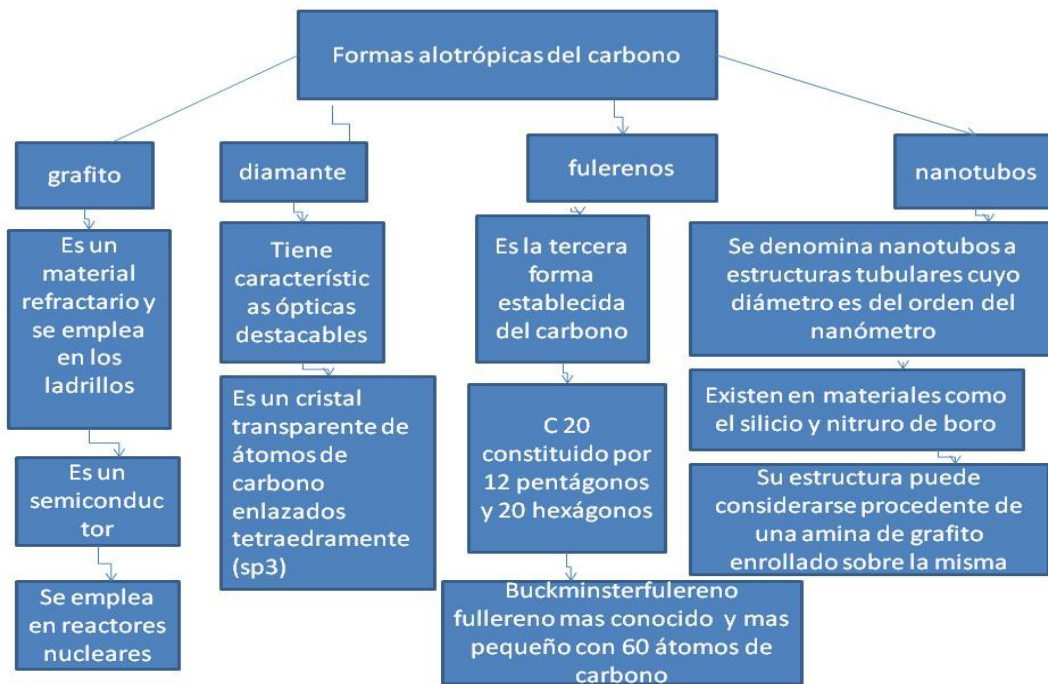 Formas alotrópicas del carbono
grafito
Es un
material
refractario y
se emplea
en los
ladrillos
Es un
semiconduc
tor
Se emplea
en reactores
nucleares
diamante
Tiene
característic
as ópticas
destacables
Es un cristal
transparente de
átomos de
carbono
enlazados
tetraedramente
(sp3)
fulerenos
Es la tercera
forma
establecida
del carbono
C 20
constituido por
12 pentágonos
y 20 hexágonos
Buckminsterfulereno
fullereno mas conocido y mas
pequeño con 60 átomos de
carbono
nanotubos
Se denomina nanotubos a
estructuras tubulares cuyo
diámetro es del orden del
nanómetro
Existen en materiales como
el silicio y nitruro de boro
Su estructura puede
considerarse procedente de
una amina de grafito
enrollado sobre la misma